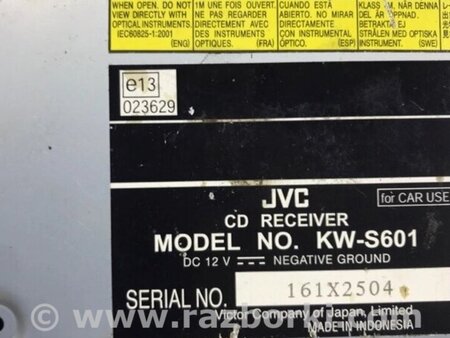 WHEN OPEN. DO NOT
VIEW DIRECTLY WITH
OPTICAL INSTRUMENTS.
IEC60825-1:2001 (ENG)
1M UNE FOIS OUVERT.
NE PAS REGARDER
DIRECTEMENT AVEC
DES INSTRUMENTS
OPTIQUES. (FRA)
CUANDO ESTÁ
ABIERTO. NO MIRAR
DIRECTAMENTE
CON INSTRUMENTAL
ÓPTICO. (ESP)
KLASS 1M, NÄR DENNA
DEL ÄR ÖPPNAD.
BETRAKTA EJ
STRÅLEN MED OPTISKA
INSTRUMENT. (SWE)
e13
023629
JVC
for CAR USE
CD RECEIVER
MODEL NO. KW-S601
DC 12 V NEGATIVE GROUND
SERIAL NO. 161X2504
Victor Company of Japan, Limited
MADE IN INDONESIA
© www.razborki.com